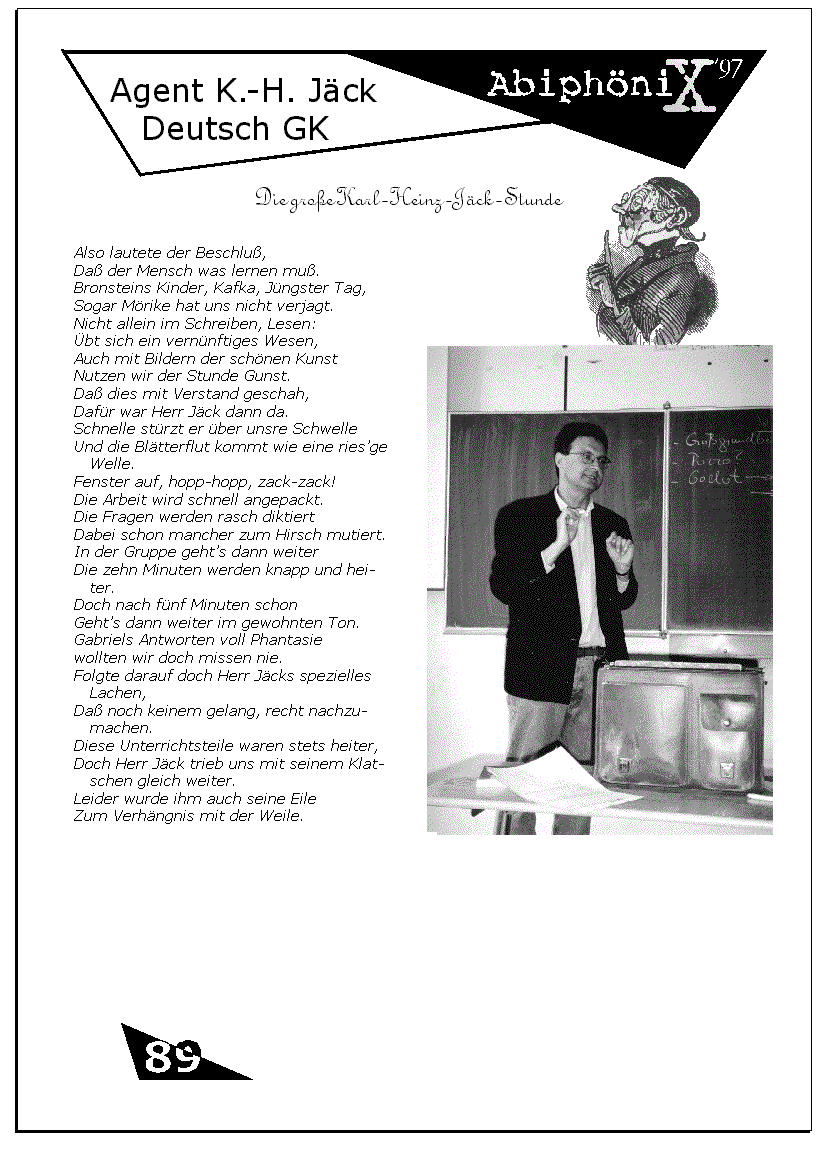 Agent K.-H. Jäck
Deutsch GK
AbiphöniX '97
Die große Karl-Heinz-Jäck-Stunde
Also lautete der Beschluß,
Daß der Mensch was lernen muß.
Bronsteins Kinder, Kafka, Jüngster Tag,
Sogar Mörike hat uns nicht verjagt.
Nicht allein im Schreiben, Lesen:
Übt sich ein vernünftiges Wesen,
Auch mit Bildern der schönen Kunst
Nutzen wir der Stunde Gunst.
Daß dies mit Verstand geschah,
Dafür war Herr Jäck dann da.
Schnelle stürzt er über unsre Schwelle
Und die Blätterflut kommt wie eine ries'ge
Welle.
Fenster auf, hopp-hopp, zack-zack!
Die Arbeit wird schnell angepackt.
Die Fragen werden rasch diktiert
Dabei schon mancher zum Hirsch mutiert.
In der Gruppe geht's dann weiter
Die zehn Minuten werden knapp und hei-
ter.
Doch nach fünf Minuten schon
Geht's dann weiter im gewohnten Ton.
Gabriels Antworten voll Phantasie
wollten wir doch missen nie.
Folgte darauf doch Herr Jäcks spezielles
Lachen,
Daß noch keinem gelang, recht nachzu-
machen.
Diese Unterrichtsteile waren stets heiter,
Doch Herr Jäck trieb uns mit seinem Klat-
schen gleich weiter.
Leider wurde ihm auch seine Eile
Zum Verhängnis mit der Weile.
- Godot
89